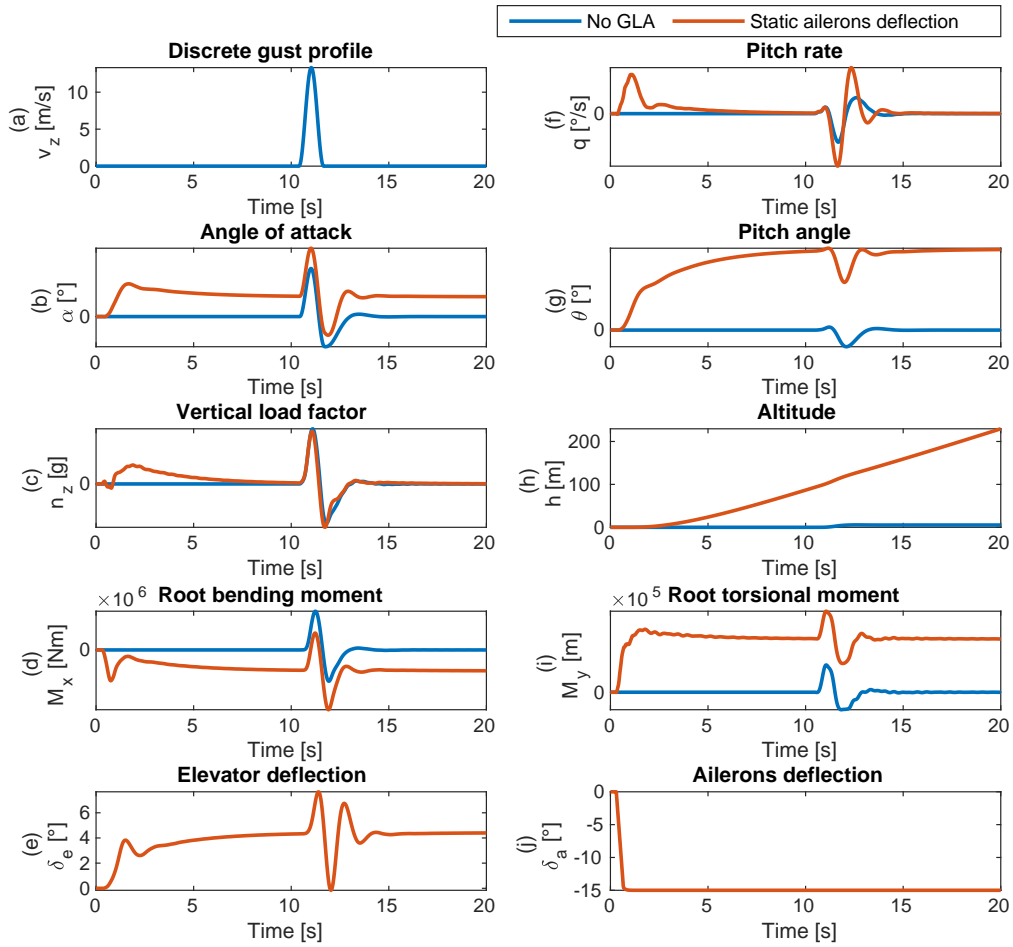 No GLA
Static ailerons deflection
Discrete gust profile
(a)
v_z [m/s]
10
5
0
0 5 10 15 20
Time [s]
Pitch rate
(f)
q [°/s]
0
0 5 10 15 20
Time [s]
Angle of attack
(b)
α [°]
0
0 5 10 15 20
Time [s]
Pitch angle
(g)
θ [°]
0
0 5 10 15 20
Time [s]
Vertical load factor
(c)
n_z [g]
0
0 5 10 15 20
Time [s]
Altitude
(h)
h [m]
200
100
0
0 5 10 15 20
Time [s]
× 10^6
Root bending moment
(d)
M_x [Nm]
0
0 5 10 15 20
Time [s]
× 10^5
Root torsional moment
(i)
M_y [m]
0
0 5 10 15 20
Time [s]
Elevator deflection
(e)
δ_e [°]
6
4
2
0
0 5 10 15 20
Time [s]
Ailerons deflection
(j)
δ_a [°]
0
-5
-10
-15
0 5 10 15 20
Time [s]